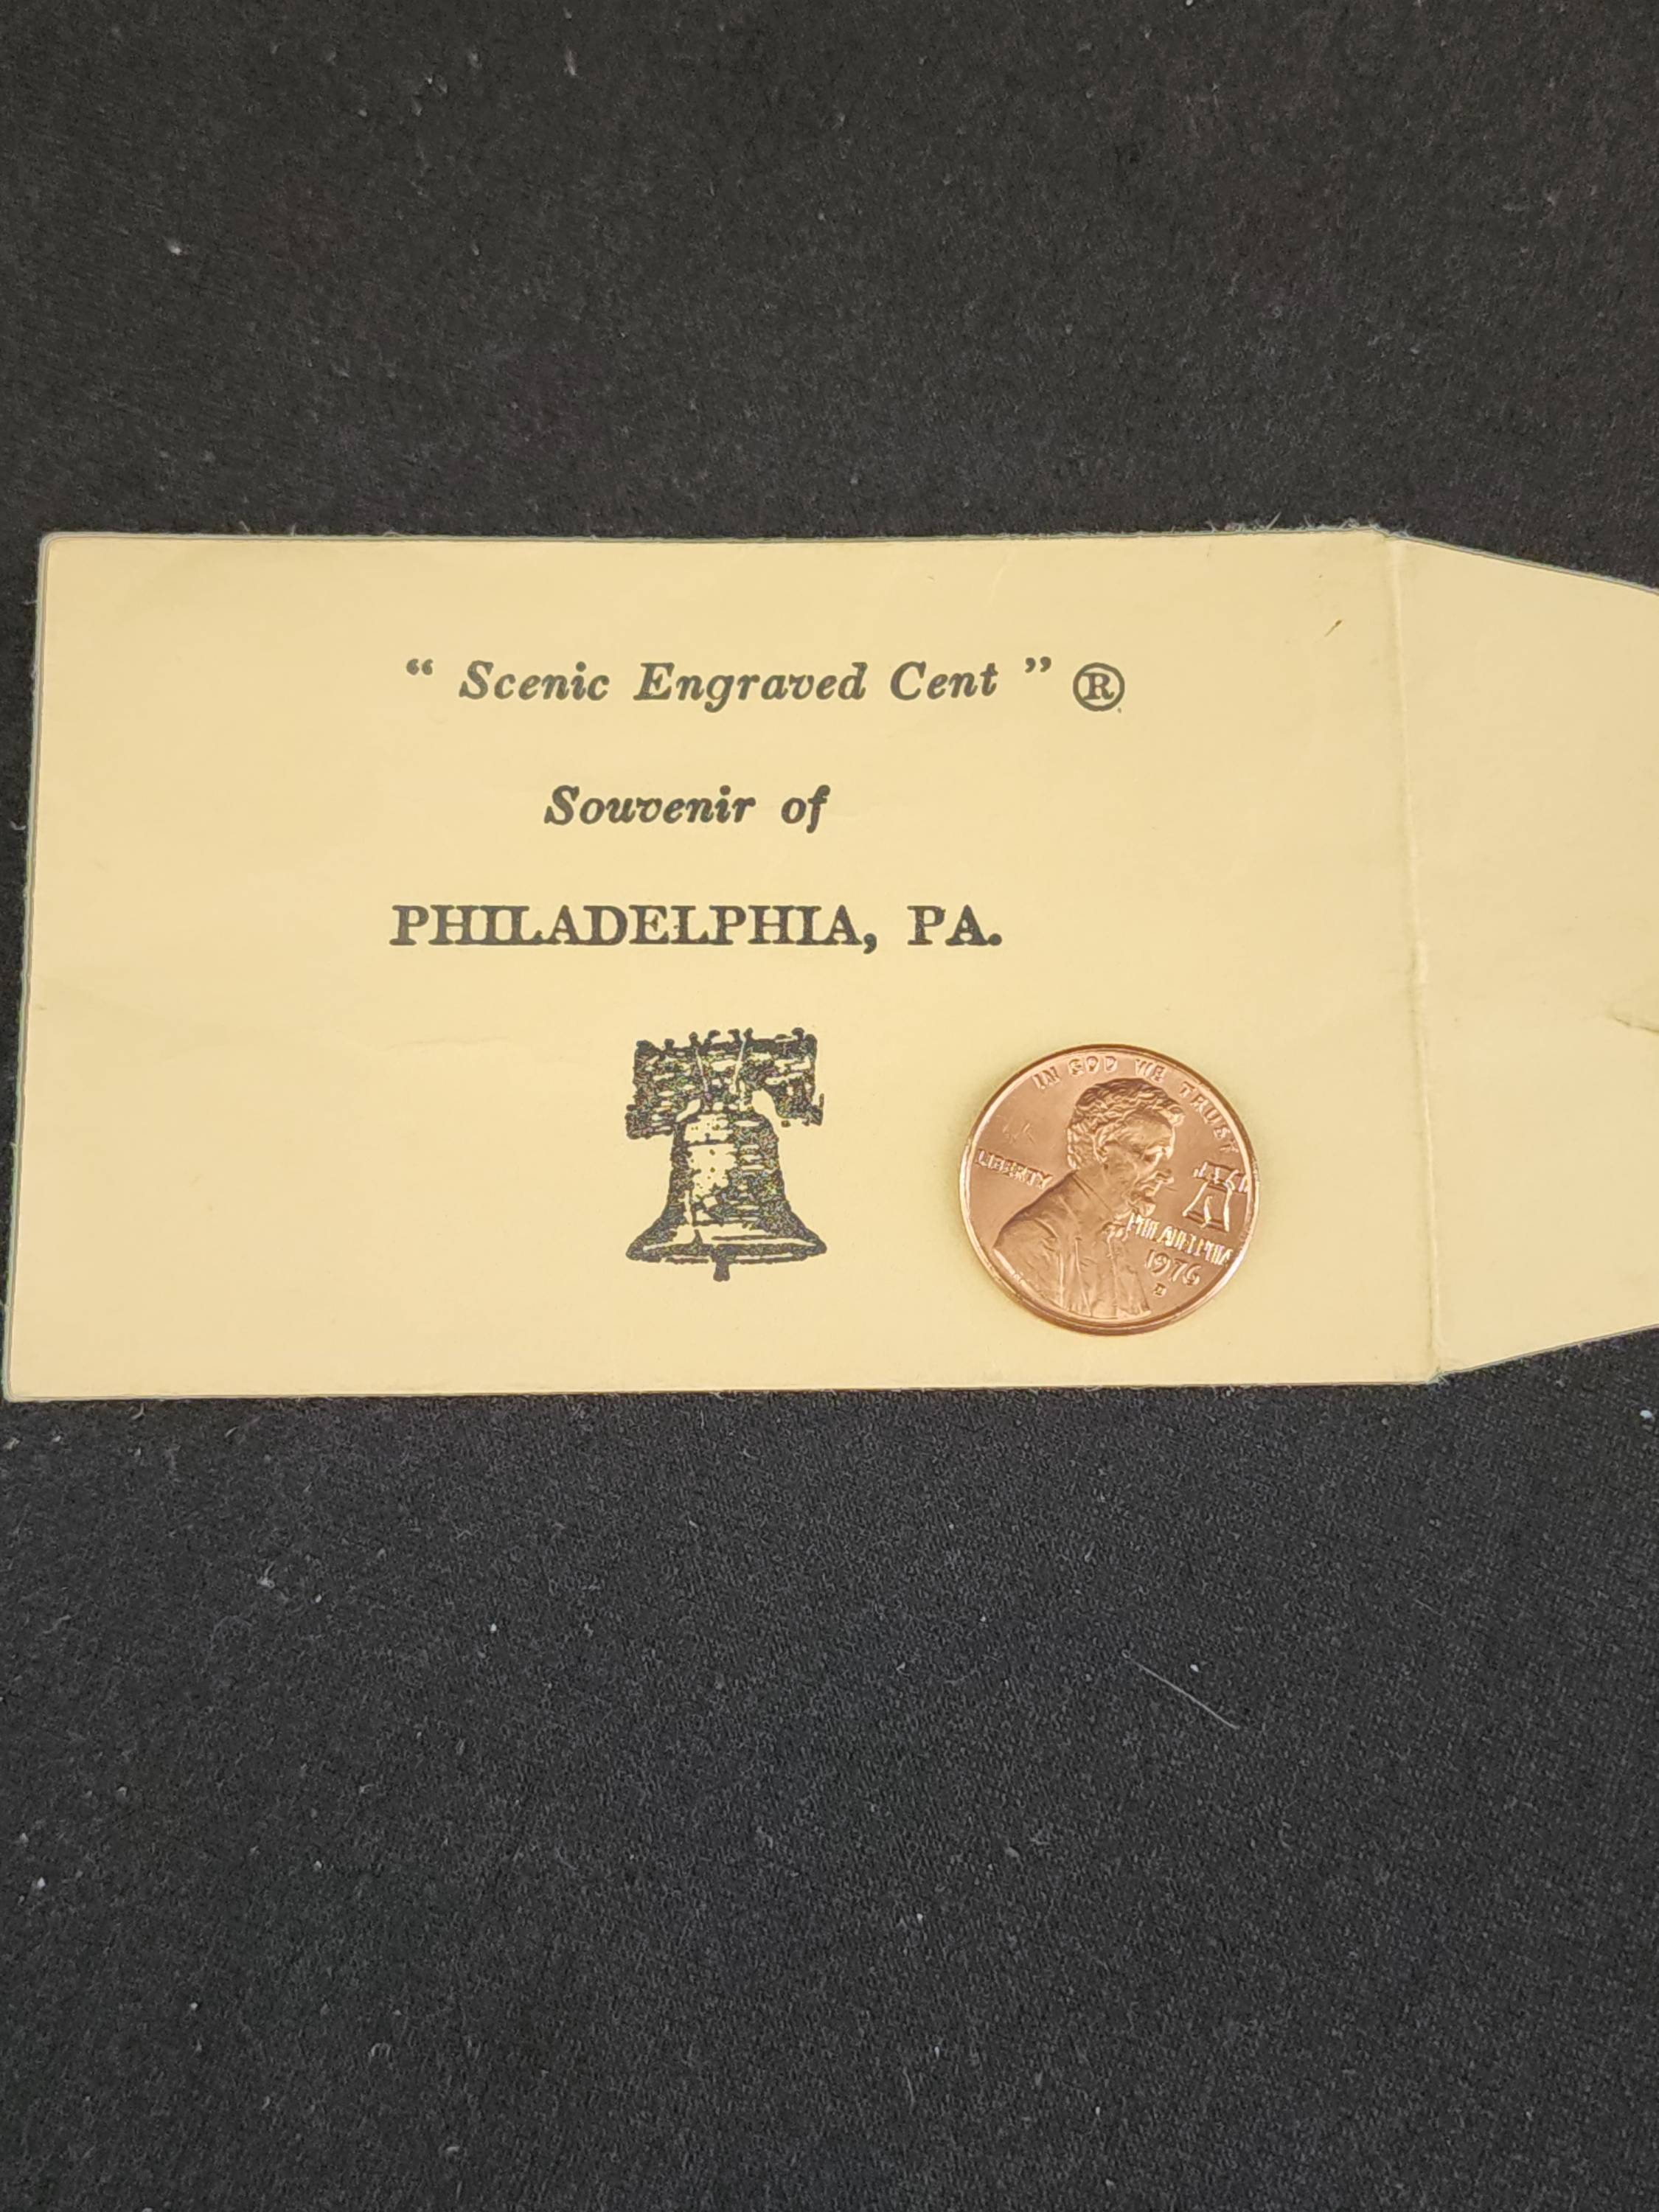 " Scenic Engraved Cent " ®
Souvenir of
PHILADELPHIA, PA.
IN GOD WE TRUST
LIBERTY
PHILADELPHIA
1976
D